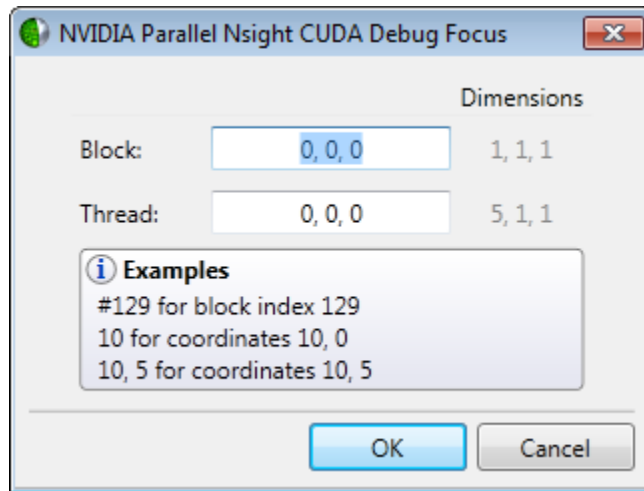 NVIDIA Parallel Nsight CUDA Debug Focus
Dimensions
Block: 0, 0, 0 1, 1, 1
Thread: 0, 0, 0 5, 1, 1
Examples
#129 for block index 129
10 for coordinates 10, 0
10, 5 for coordinates 10, 5
OK Cancel